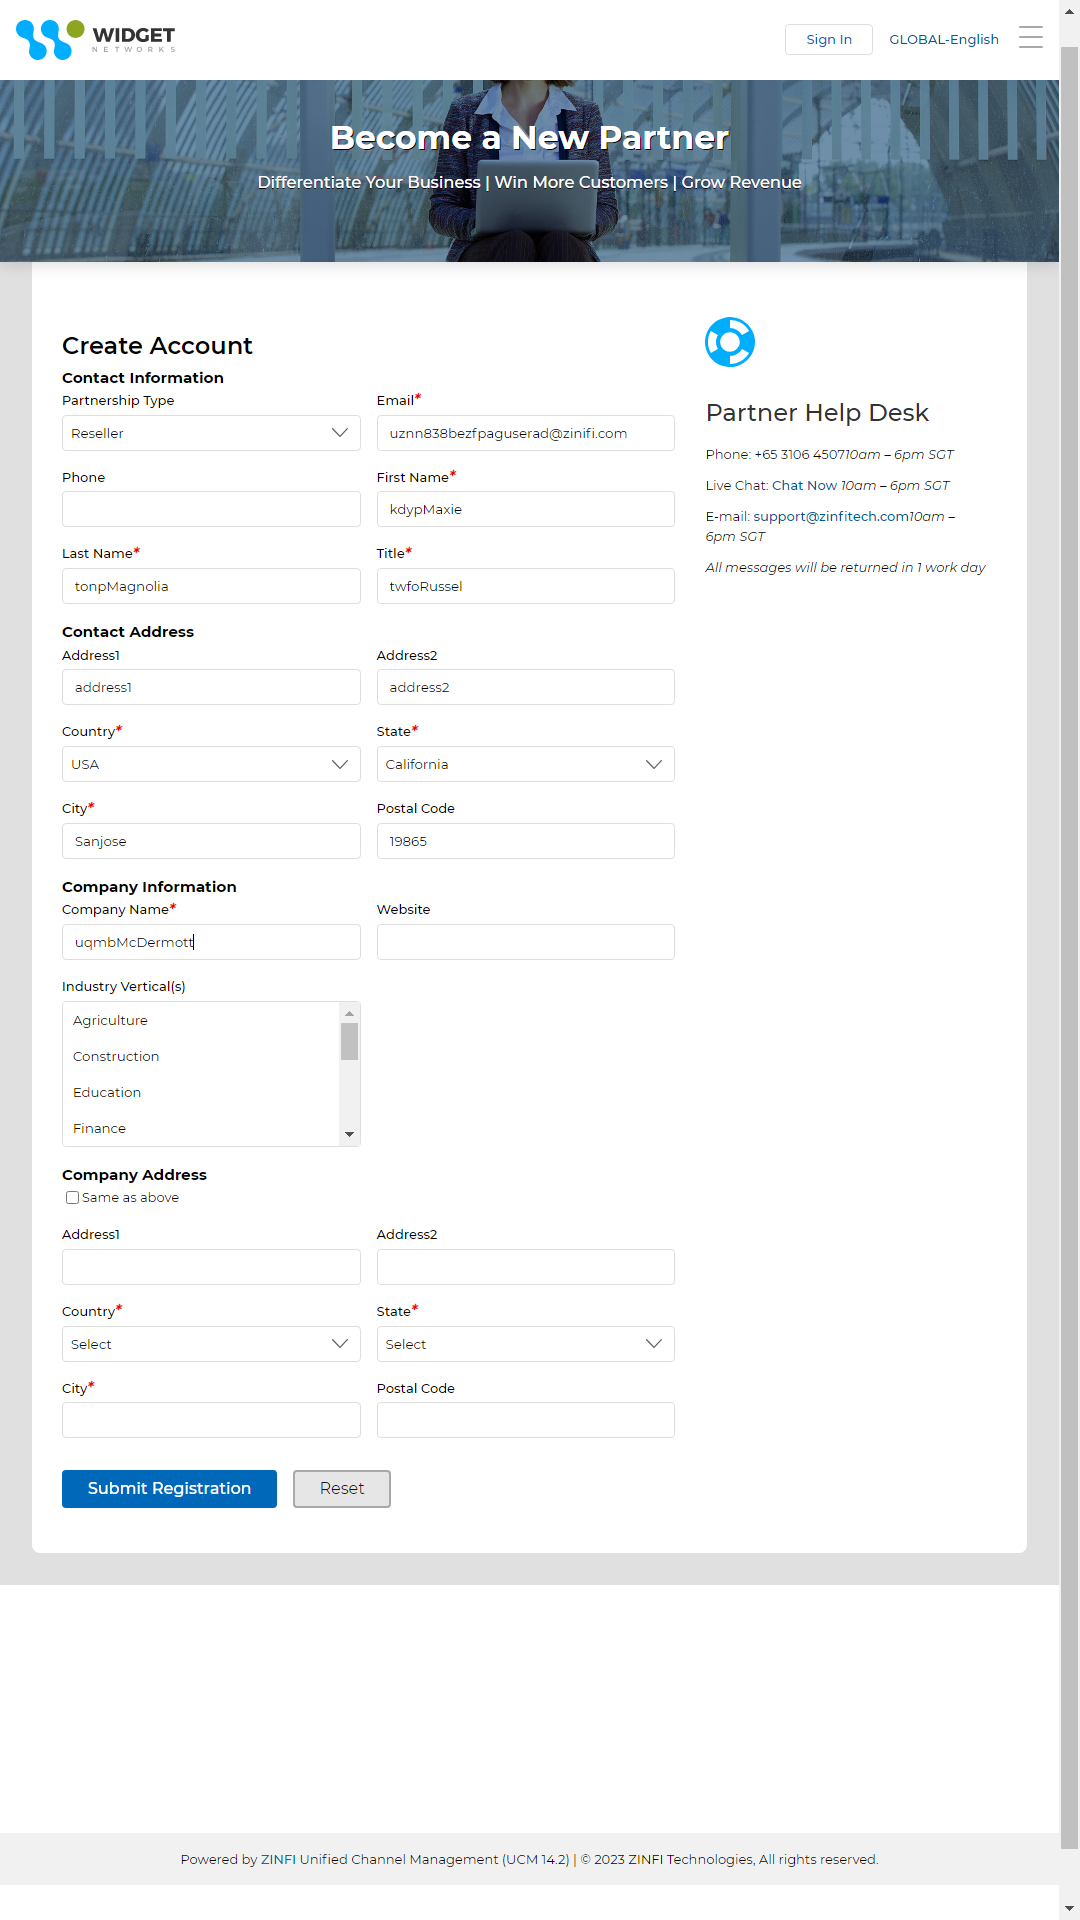 WIDGET
NETWORKS
Sign In
GLOBAL-English
Become a New Partner
Differentiate Your Business | Win More Customers | Grow Revenue
Create Account
Contact Information
Partnership Type
Email*
Reseller
uznn838bezfpaguserad@zinifi.com
Phone
First Name*
kdypMaxie
Last Name*
Title*
tonpMagnolia
twfoRussel
Contact Address
Address1
Address2
address1
address2
Country*
State*
USA
California
City*
Postal Code
Sanjose
19865
Company Information
Company Name*
Website
uqmbMcDermott
Industry Vertical(s)
Agriculture
Construction
Education
Finance
Company Address
Same as above
Address1
Address2
Country*
State*
Select
Select
City*
Postal Code
Submit Registration
Reset
Partner Help Desk
Phone: +65 3106 450710am – 6pm SGT
Live Chat: Chat Now 10am – 6pm SGT
E-mail: support@zinfitech.com10am –
6pm SGT
All messages will be returned in 1 work day
Powered by ZINFI Unified Channel Management (UCM 14.2) | © 2023 ZINFI Technologies, All rights reserved.